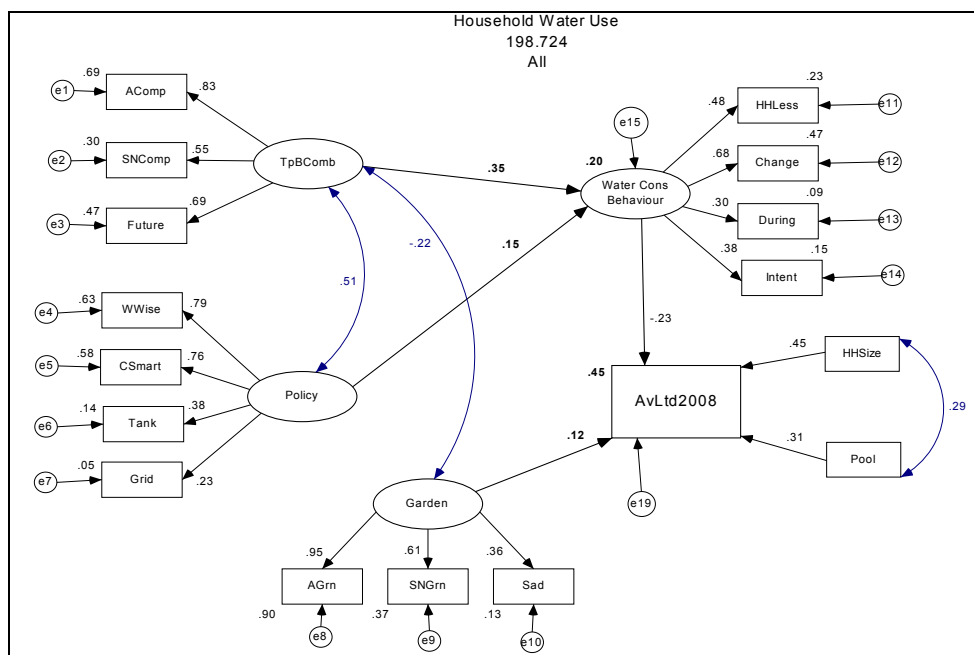 Household Water Use
198.724
All
e1
.69
AComp
.83
e2
.30
SNComp
.55
e3
.47
Future
.69
TpBComb
e4
.63
WWise
.79
e5
.58
CSmart
.76
e6
.14
Tank
.38
e7
.05
Grid
.23
Policy
.51
-.22
.35
.15
e15
.20
Water Cons
Behaviour
.48
HHLess
.23
e11
.68
Change
.47
e12
.30
During
.09
e13
.38
Intent
.15
e14
-.23
.45
AvLtd2008
.45
HHSize
.31
Pool
.29
.12
e19
Garden
.95
AGrn
.90
e8
.61
SNGrn
.37
e9
.36
Sad
.13
e10